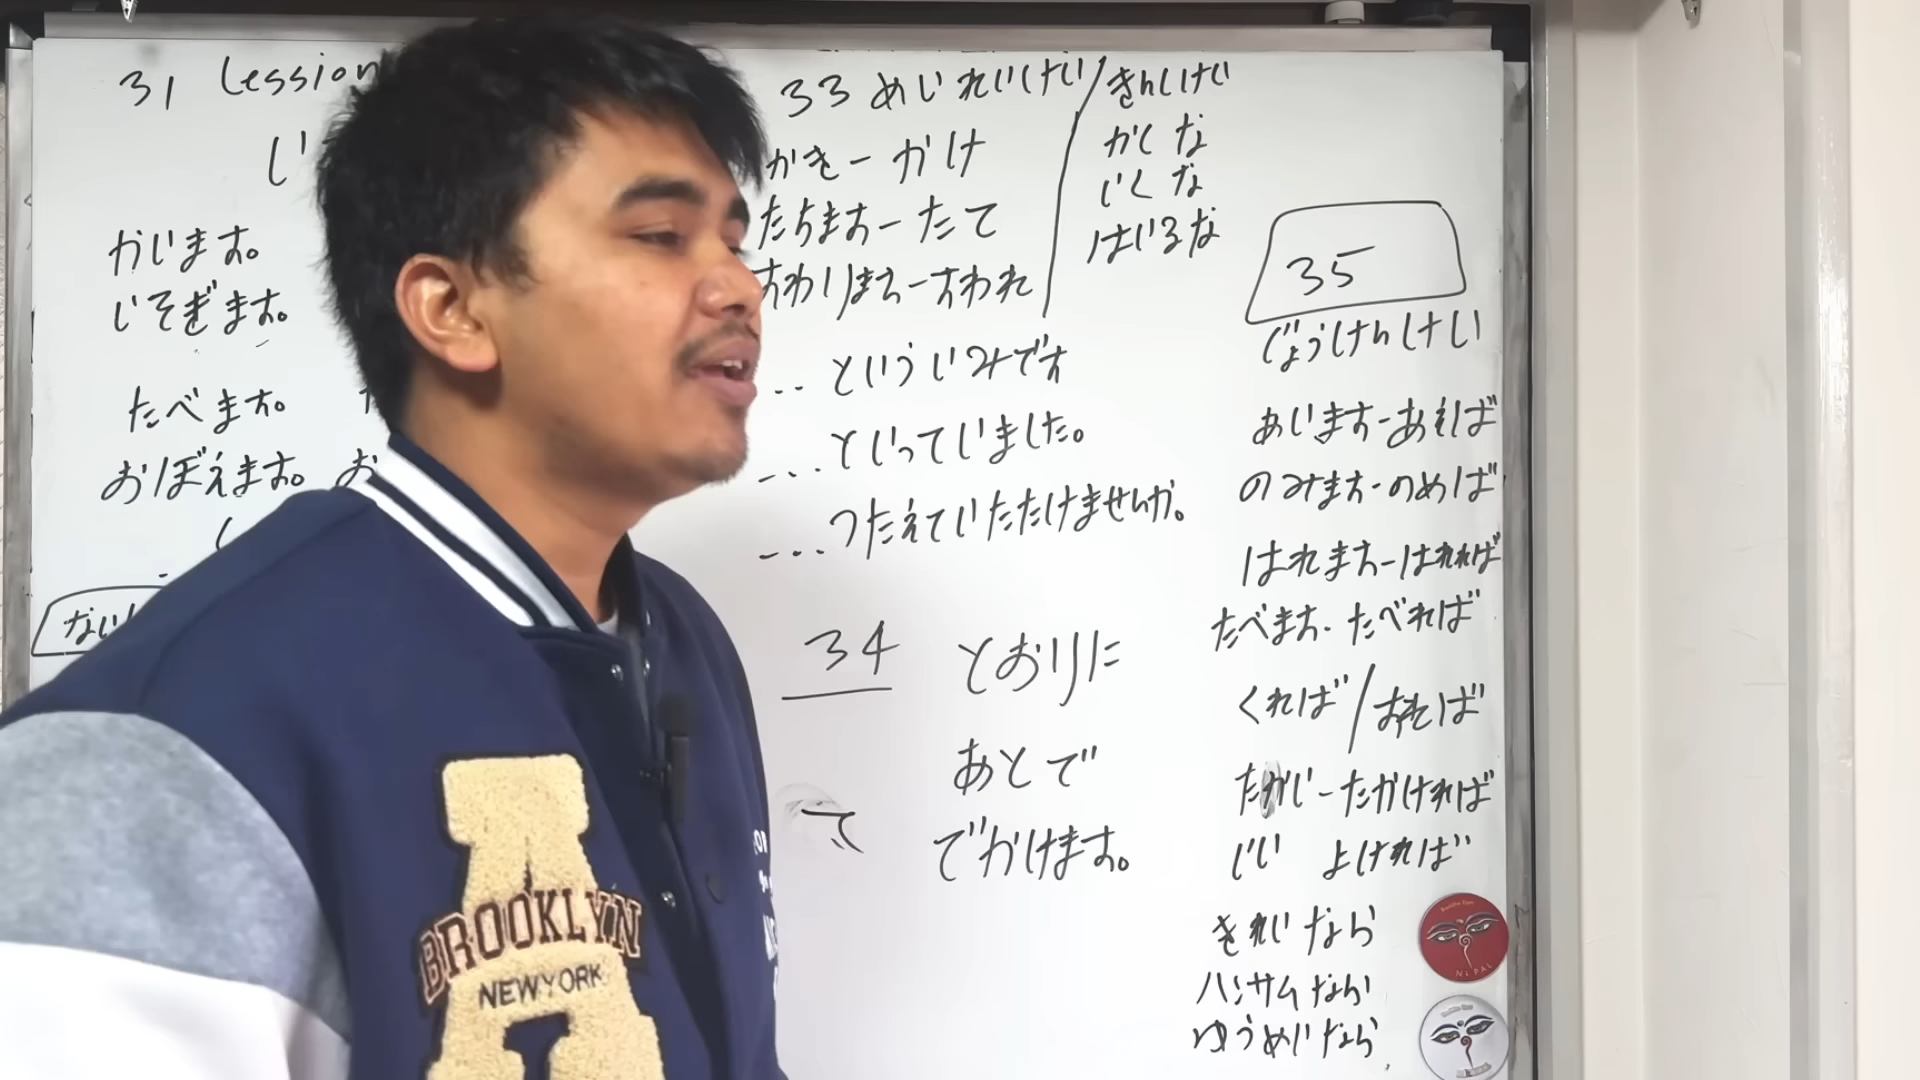 31 Lession
かいます。
いそぎます。
たべます。
おぼえます。 お
ない
33 めいれいけい/きんしけい
かき-かけ
たちます-たて
すわります-すわれ
かくな
いくな
はいるな
..といういみです
...といっていました。
...つたえていただけませんか。
34 とおりに
あとで
て
でかけます。
35
じょうけんけい
あいます-あえば
のみます-のめば
はれます-はれれば
たべます-たべれば
くれば/すれば
たかい-たかければ
いい よければ
きれいなら
ハンサムなら
ゆうめいなら
BROOKLYN
NEW YORK
NEPAL